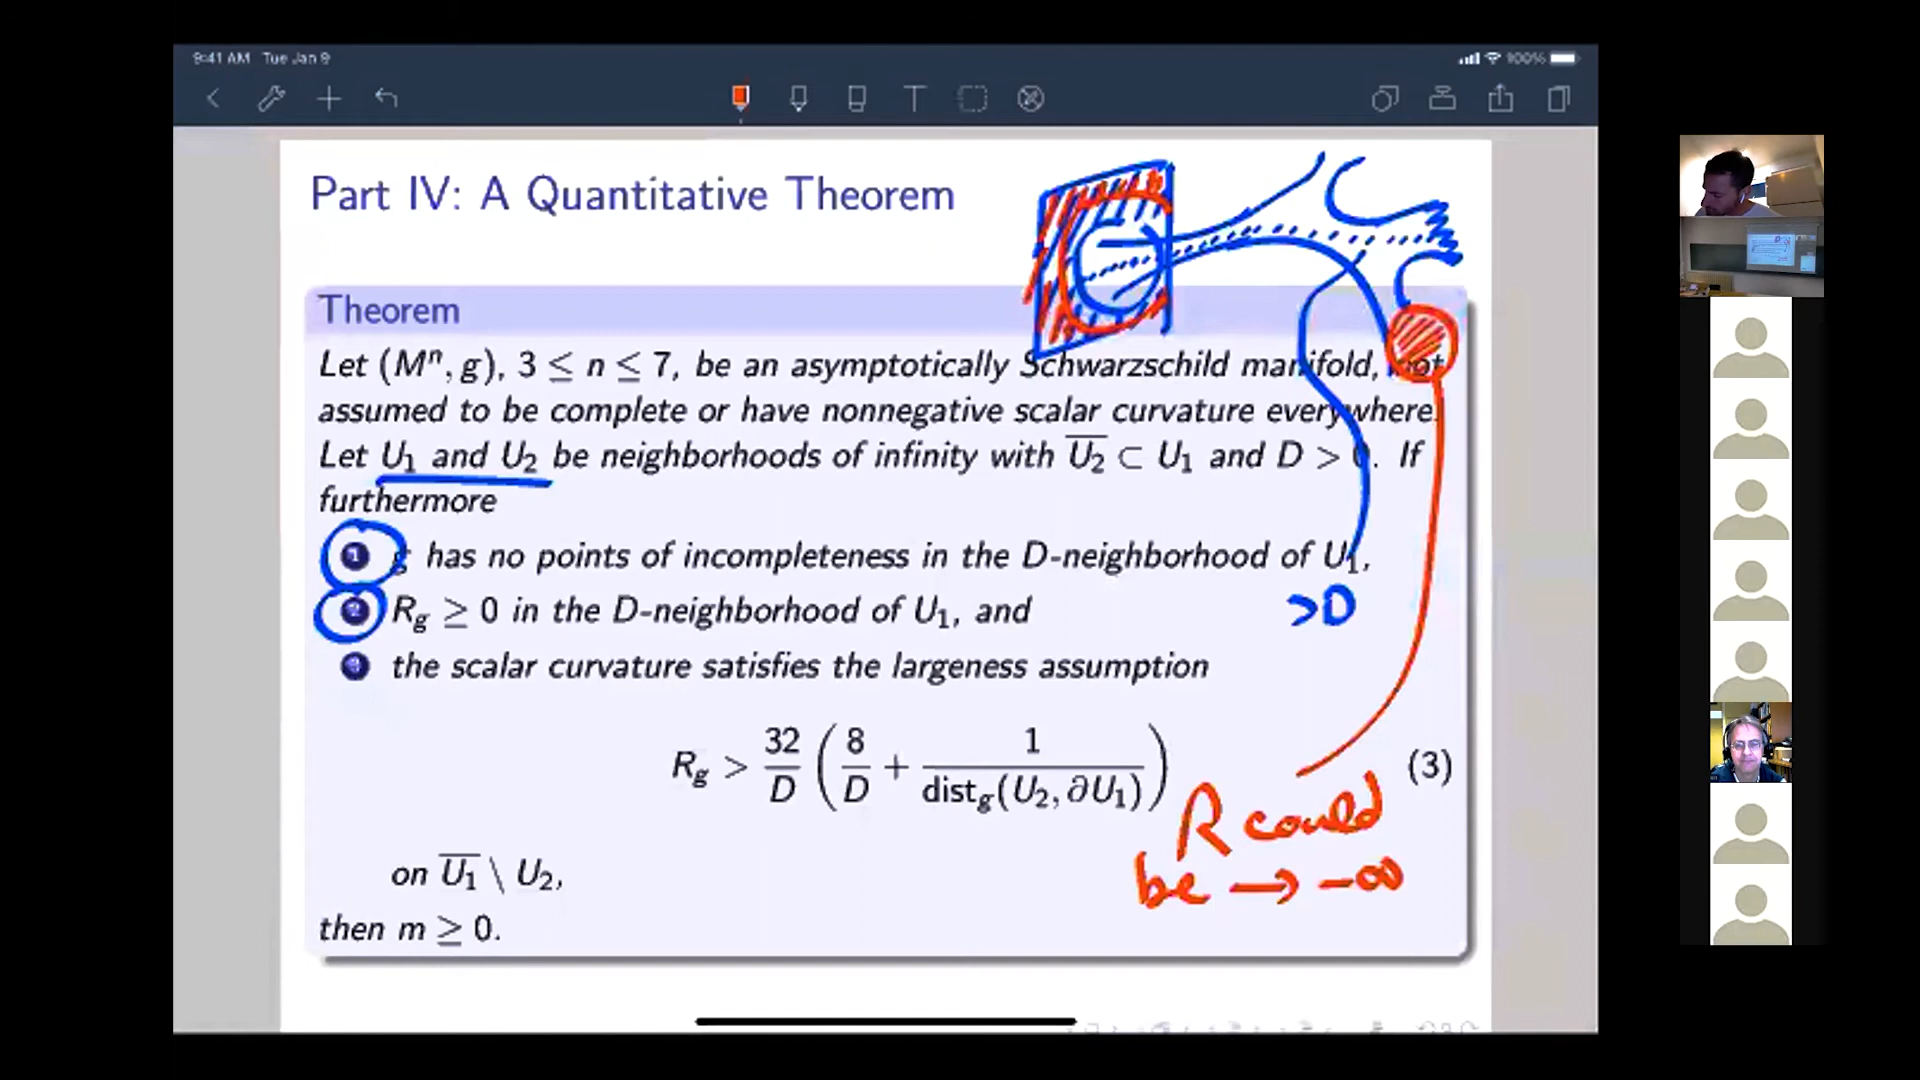 9:41 AM Tue Jan 9
100%
Part IV: A Quantitative Theorem
Theorem
Let (Mⁿ, g), 3 ≤ n ≤ 7, be an asymptotically Schwarzschild manifold, not
assumed to be complete or have nonnegative scalar curvature everywhere.
Let U₁ and U₂ be neighborhoods of infinity with U̅₂ ⊂ U₁ and D > 0. If
furthermore
1 g has no points of incompleteness in the D-neighborhood of U₁,
2 R_g ≥ 0 in the D-neighborhood of U₁, and
>D
3 the scalar curvature satisfies the largeness assumption
R_g > 32/D (8/D + 1/dist_g(U₂, ∂U₁)) (3)
R could
be → -∞
on U̅₁ \ U₂,
then m ≥ 0.